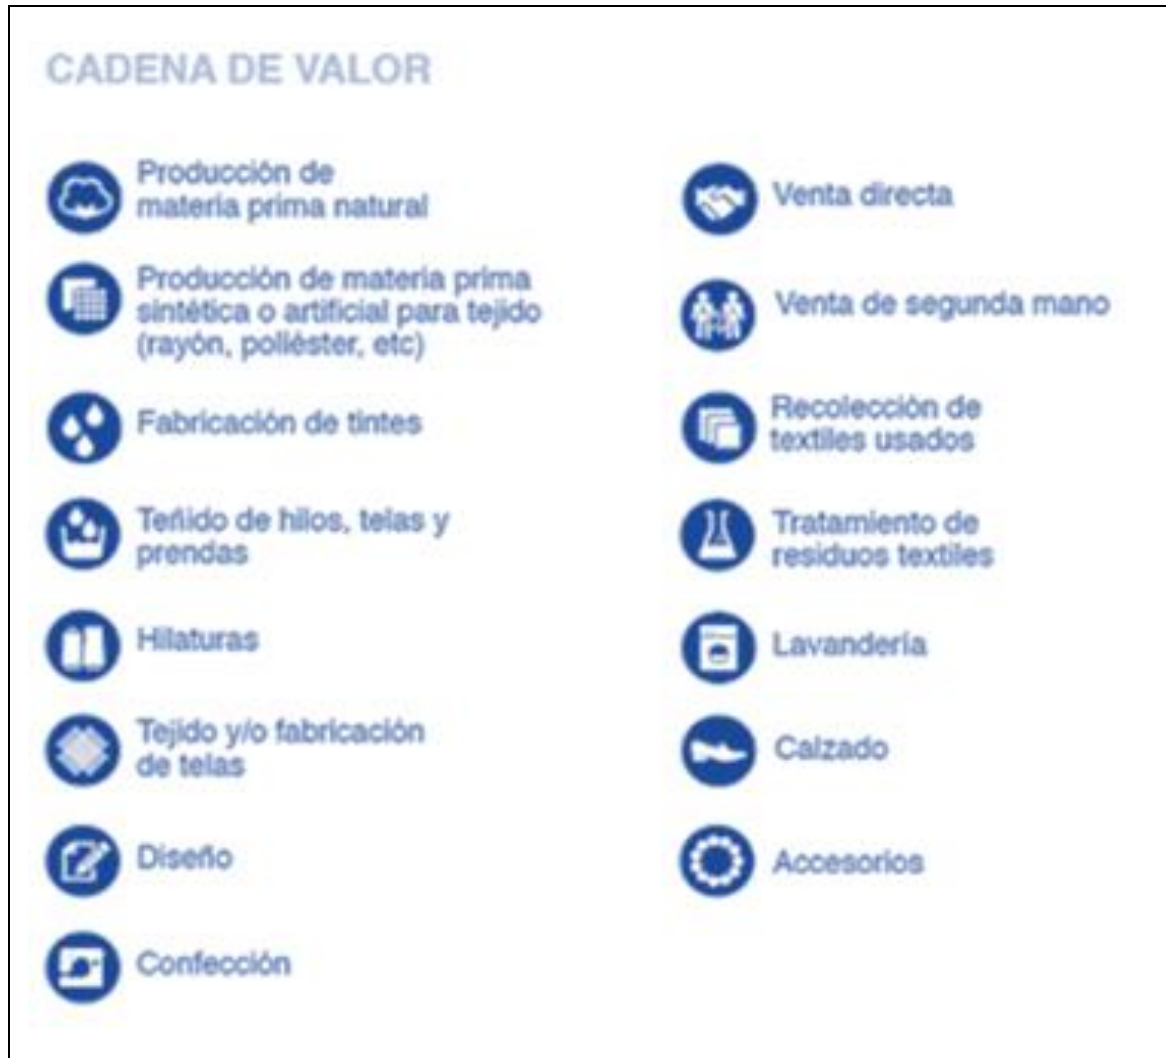 CADENA DE VALOR
Producción de
materia prima natural
Producción de materia prima
sintética o artificial para tejido
(rayón, poliéster, etc)
Fabricación de tintes
Teñido de hilos, telas y
prendas
Hilaturas
Tejido y/o fabricación
de telas
Diseño
Confección
Venta directa
Venta de segunda mano
Recolección de
textiles usados
Tratamiento de
residuos textiles
Lavandería
Calzado
Accesorios